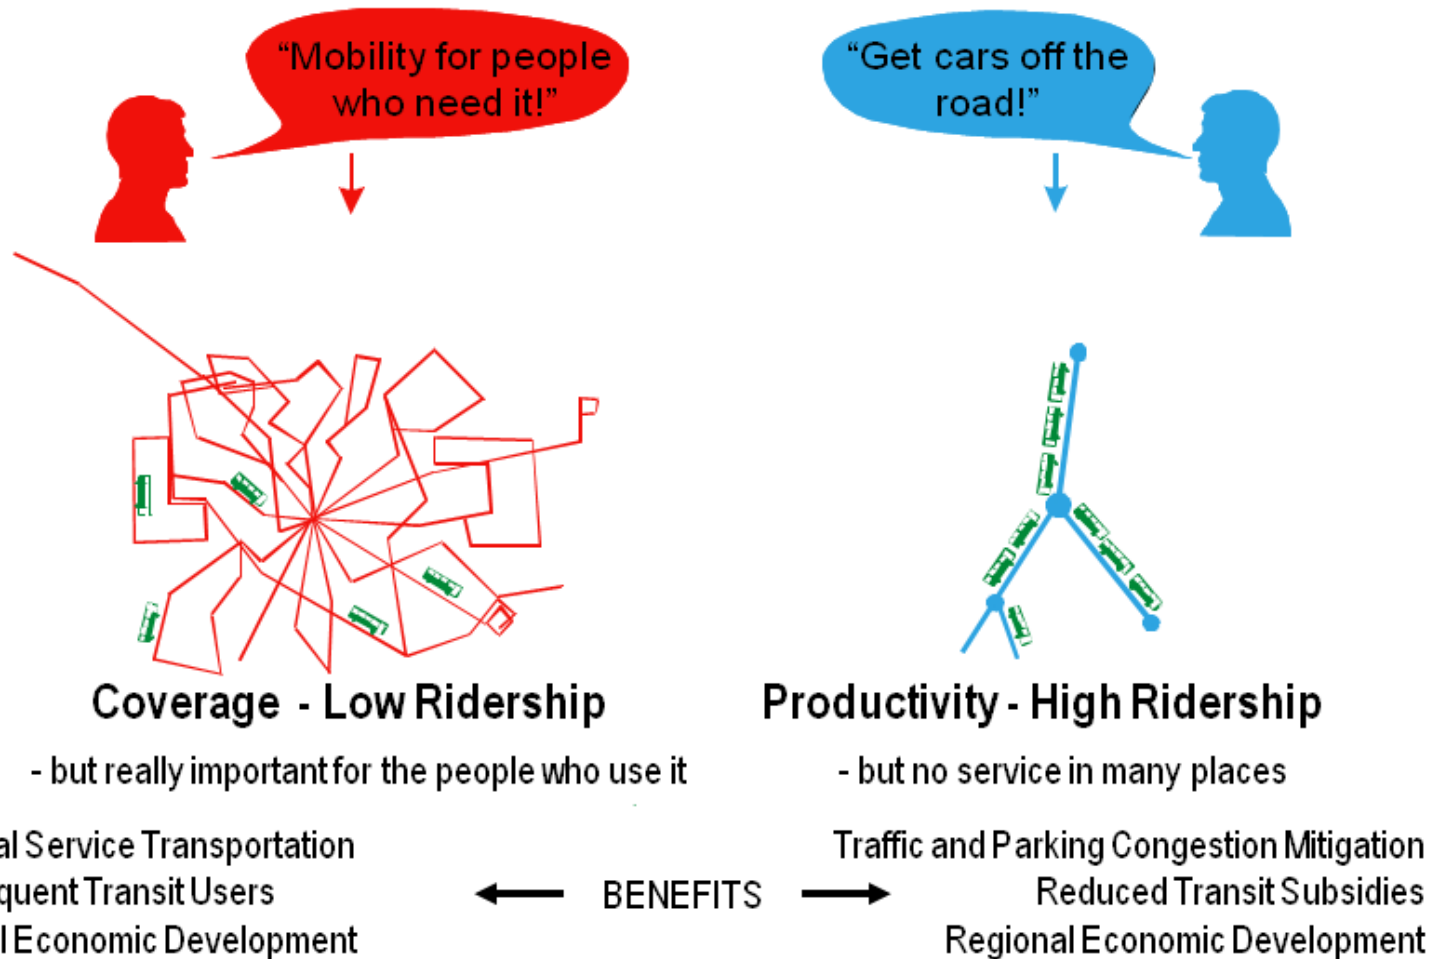 “Mobility for people
who need it!”
“Get cars off the
road!”
Coverage - Low Ridership
Productivity - High Ridership
- but really important for the people who use it
- but no service in many places
Service Transportation
Transit Users
Economic Development
BENEFITS
Traffic and Parking Congestion Mitigation
Reduced Transit Subsidies
Regional Economic Development